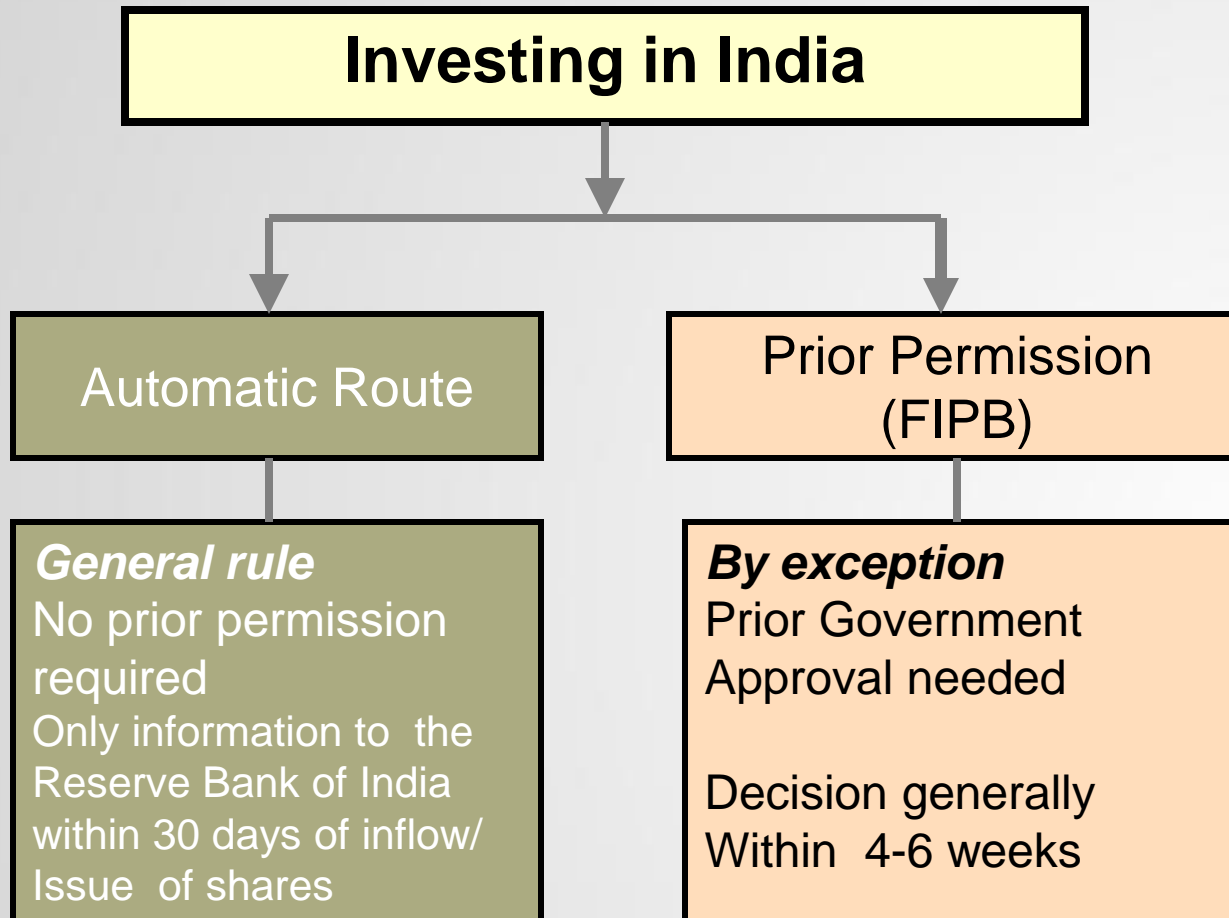 Investing in India
Automatic Route
Prior Permission
(FIPB)
General rule
No prior permission
required
Only information to the
Reserve Bank of India
within 30 days of inflow/
Issue of shares
By exception
Prior Government
Approval needed
Decision generally
Within 4-6 weeks